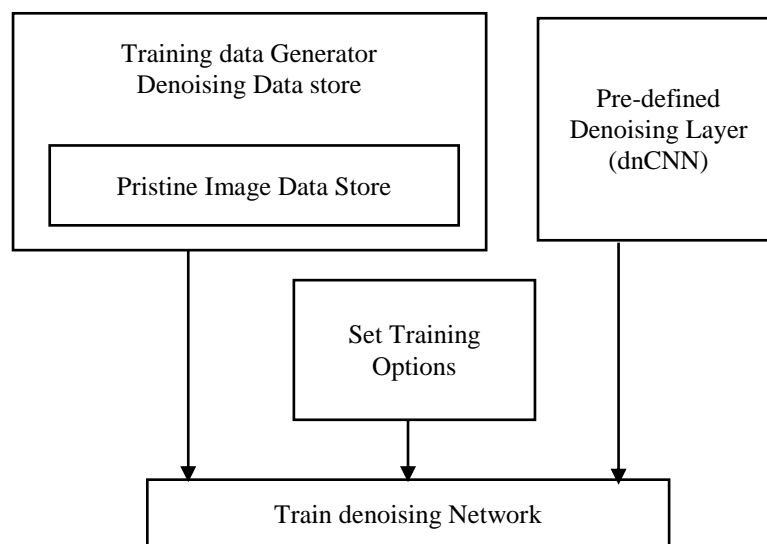 Training data Generator
Denoising Data store
Pristine Image Data Store
Pre-defined
Denoising Layer
(dnCNN)
Set Training
Options
Train denoising Network